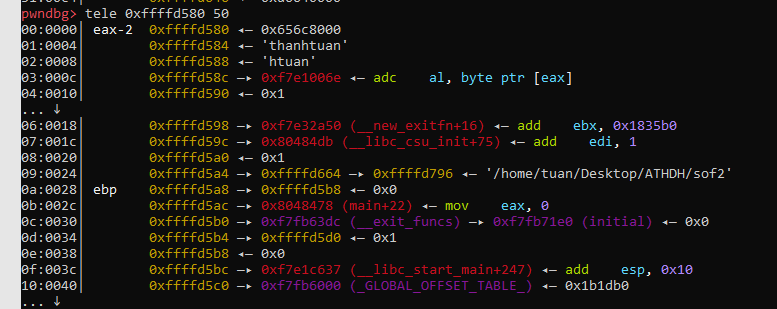 pwndbg> tele 0xffffd580 50
00:0000│ eax-2 0xffffd580 ◂— 0x656c8000
01:0004│ 0xffffd584 ◂— 'thanhtuan'
02:0008│ 0xffffd588 ◂— 'htuan'
03:000c│ 0xffffd58c —▸ 0xf7e1006e ◂— adc al, byte ptr [eax]
04:0010│ 0xffffd590 ◂— 0x1
... ↓
06:0018│ 0xffffd598 —▸ 0xf7e32a50 (__new_exitfn+16) ◂— add ebx, 0x1835b0
07:001c│ 0xffffd59c —▸ 0x80484db (__libc_csu_init+75) ◂— add edi, 1
08:0020│ 0xffffd5a0 ◂— 0x1
09:0024│ 0xffffd5a4 —▸ 0xffffd664 —▸ 0xffffd796 ◂— '/home/tuan/Desktop/ATHDH/sof2'
0a:0028│ ebp 0xffffd5a8 —▸ 0xffffd5b8 ◂— 0x0
0b:002c│ 0xffffd5ac —▸ 0x8048478 (main+22) ◂— mov eax, 0
0c:0030│ 0xffffd5b0 —▸ 0xf7fb63dc (__exit_funcs) —▸ 0xf7fb71e0 (initial) ◂— 0x0
0d:0034│ 0xffffd5b4 —▸ 0xffffd5d0 ◂— 0x1
0e:0038│ 0xffffd5b8 ◂— 0x0
0f:003c│ 0xffffd5bc —▸ 0xf7e1c637 (__libc_start_main+247) ◂— add esp, 0x10
10:0040│ 0xffffd5c0 —▸ 0xf7fb6000 (_GLOBAL_OFFSET_TABLE_) ◂— 0x1b1db0
... ↓